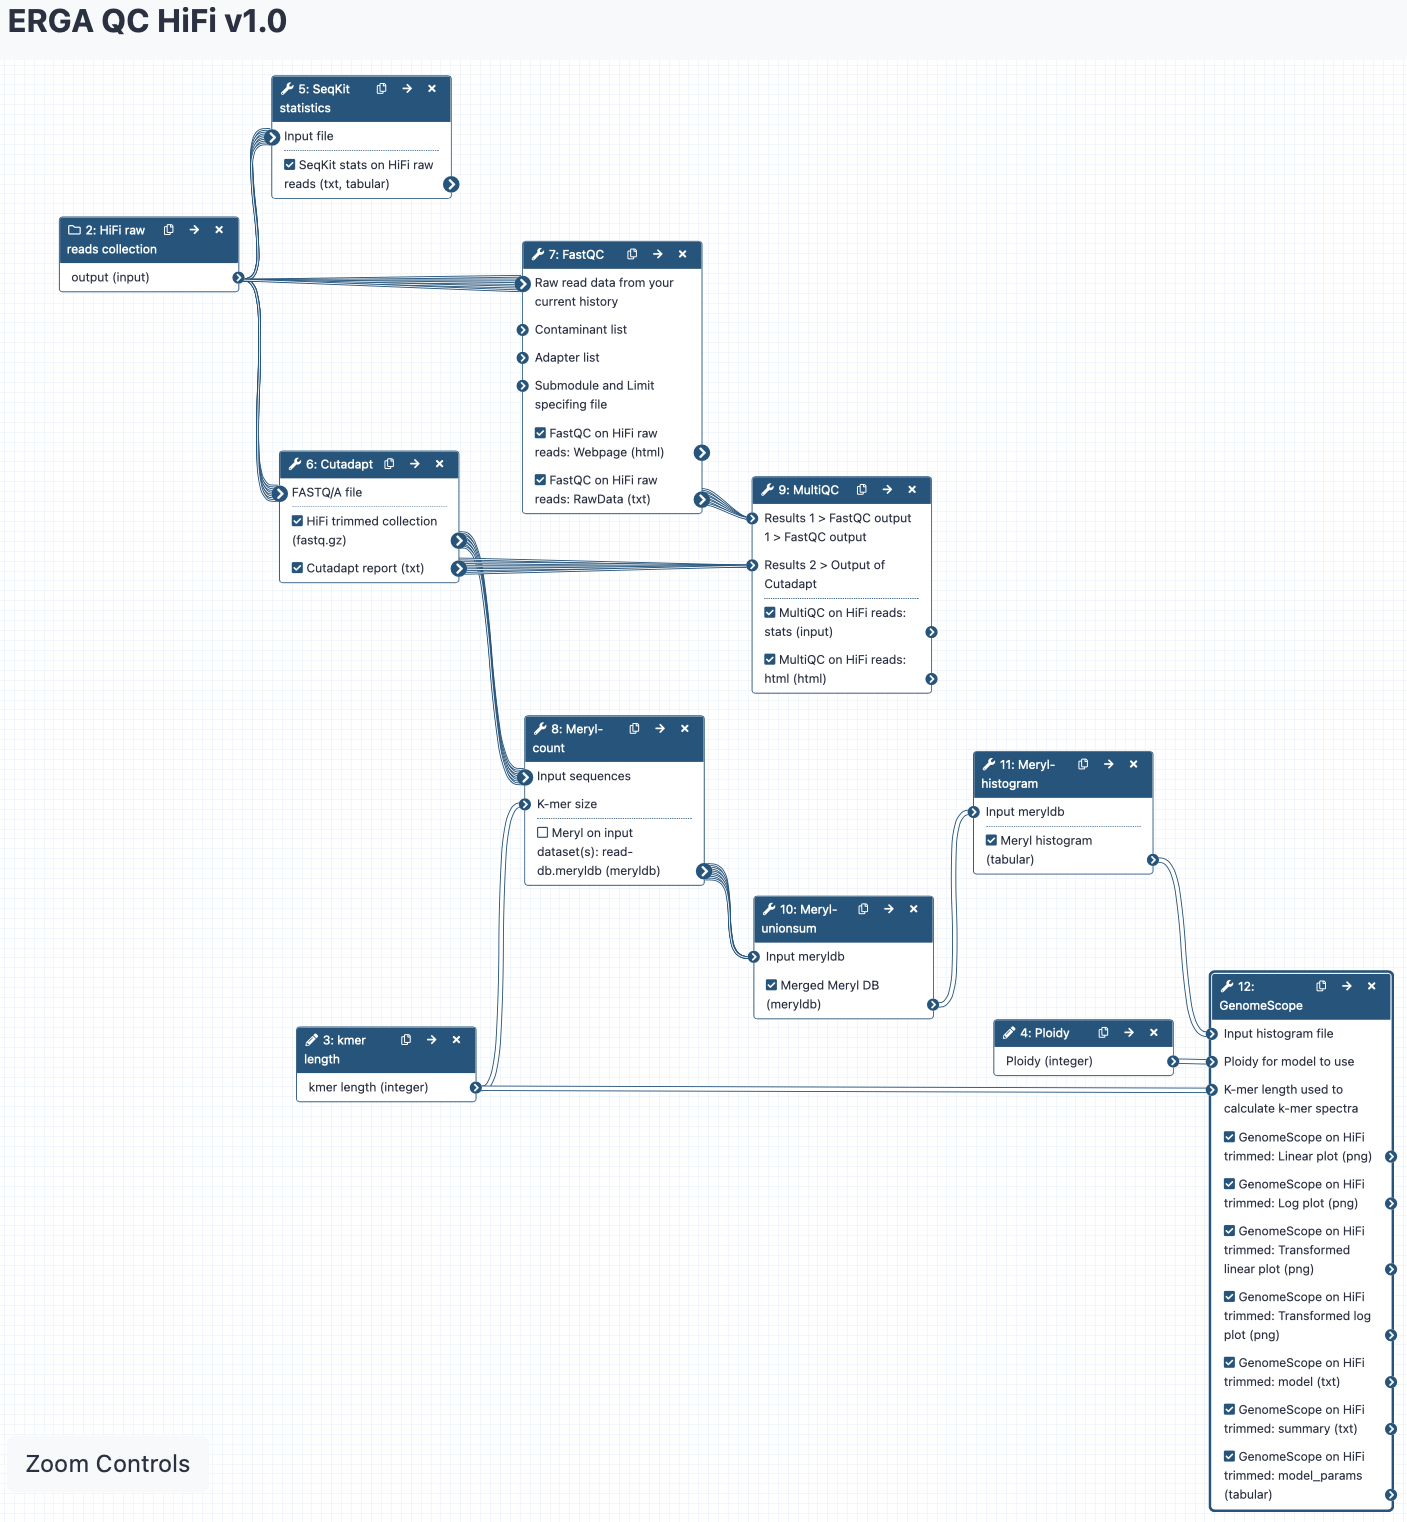 ERGA QC HiFi v1.0
5: SeqKit
statistics
Input file
SeqKit stats on HiFi raw
reads (txt, tabular)
2: HiFi raw
reads collection
output (input)
7: FastQC
Raw read data from your
current history
Contaminant list
Adapter list
Submodule and Limit
specifing file
FastQC on HiFi raw
reads: Webpage (html)
FastQC on HiFi raw
reads: RawData (txt)
6: Cutadapt
FASTQ/A file
HiFi trimmed collection
(fastq.gz)
Cutadapt report (txt)
9: MultiQC
Results 1 > FastQC output
1 > FastQC output
Results 2 > Output of
Cutadapt
MultiQC on HiFi reads:
stats (input)
MultiQC on HiFi reads:
html (html)
8: Meryl-
count
Input sequences
K-mer size
Meryl on input
dataset(s): read-
db.meryldb (meryldb)
11: Meryl-
histogram
Input meryldb
Meryl histogram
(tabular)
10: Meryl-
unionsum
Input meryldb
Merged Meryl DB
(meryldb)
3: kmer
length
kmer length (integer)
4: Ploidy
Ploidy (integer)
12:
GenomeScope
Input histogram file
Ploidy for model to use
K-mer length used to
calculate k-mer spectra
GenomeScope on HiFi
trimmed: Linear plot (png)
GenomeScope on HiFi
trimmed: Log plot (png)
GenomeScope on HiFi
trimmed: Transformed
linear plot (png)
GenomeScope on HiFi
trimmed: Transformed log
plot (png)
GenomeScope on HiFi
trimmed: model (txt)
GenomeScope on HiFi
trimmed: summary (txt)
GenomeScope on HiFi
trimmed: model_params
(tabular)
Zoom Controls